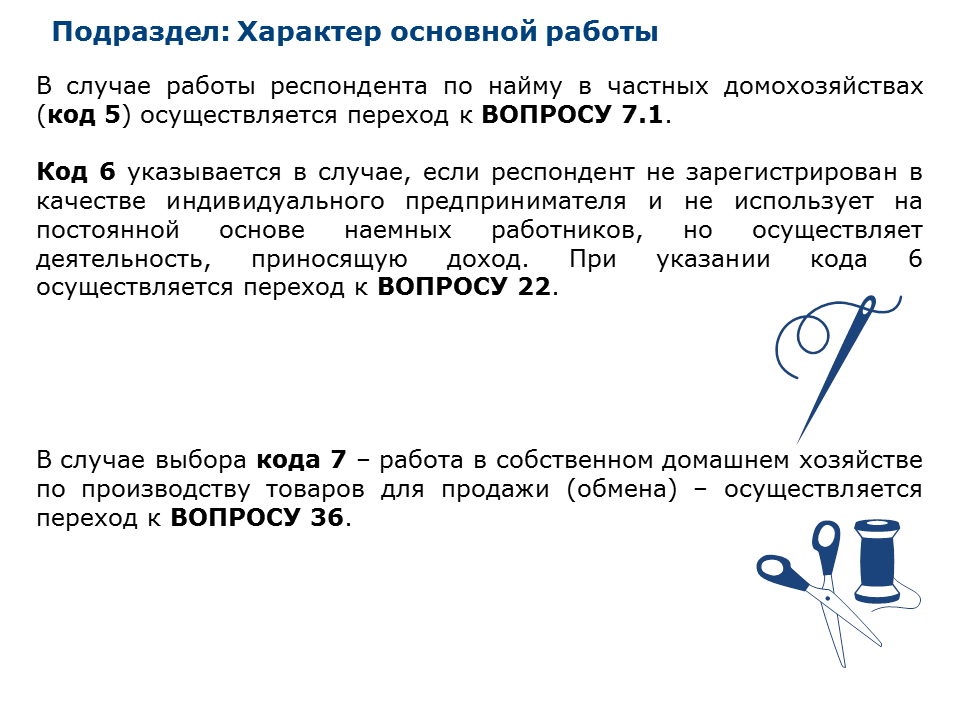 Подраздел: Характер основной работы
В случае работы респондента по найму в частных домохозяйствах
(код 5) осуществляется переход к ВОПРОСУ 7.1.
Код 6 указывается в случае, если респондент не зарегистрирован в
качестве индивидуального предпринимателя и не использует на
постоянной основе наемных работников, но осуществляет
деятельность, приносящую доход. При указании кода 6
осуществляется переход к ВОПРОСУ 22.
В случае выбора кода 7 – работа в собственном домашнем хозяйстве
по производству товаров для продажи (обмена) – осуществляется
переход к ВОПРОСУ 36.